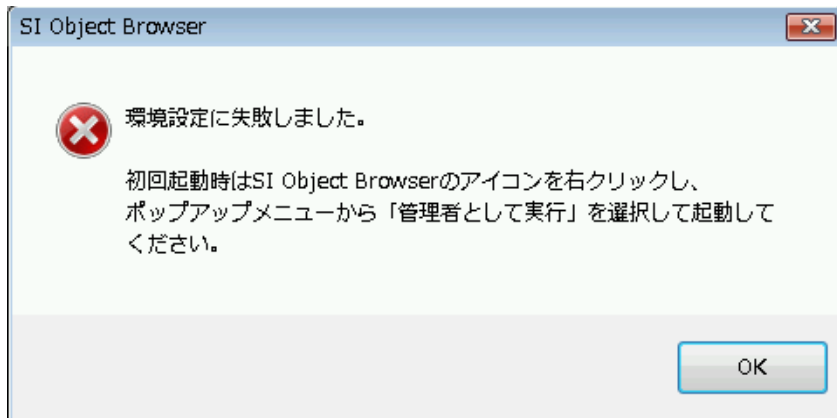 SI Object Browser
環境設定に失敗しました。
初回起動時はSI Object Browserのアイコンを右クリックし、
ポップアップメニューから「管理者として実行」を選択して起動して
ください。
OK